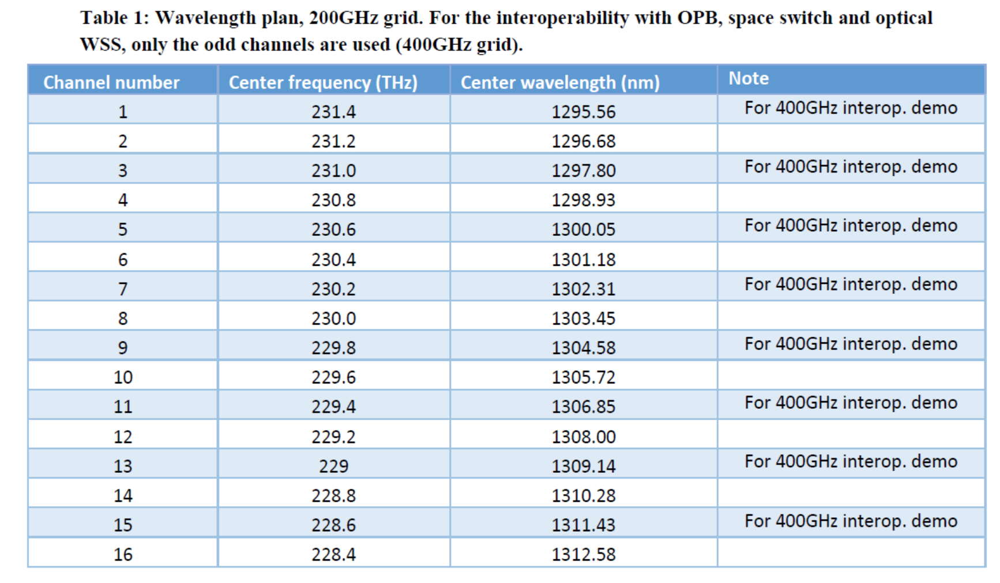 Table 1: Wavelength plan, 200GHz grid. For the interoperability with OPB, space switch and optical
WSS, only the odd channels are used (400GHz grid).
Channel number Center frequency (THz) Center wavelength (nm) Note
1 231.4 1295.56 For 400GHz interop. demo
2 231.2 1296.68
3 231.0 1297.80 For 400GHz interop. demo
4 230.8 1298.93
5 230.6 1300.05 For 400GHz interop. demo
6 230.4 1301.18
7 230.2 1302.31 For 400GHz interop. demo
8 230.0 1303.45
9 229.8 1304.58 For 400GHz interop. demo
10 229.6 1305.72
11 229.4 1306.85 For 400GHz interop. demo
12 229.2 1308.00
13 229 1309.14 For 400GHz interop. demo
14 228.8 1310.28
15 228.6 1311.43 For 400GHz interop. demo
16 228.4 1312.58